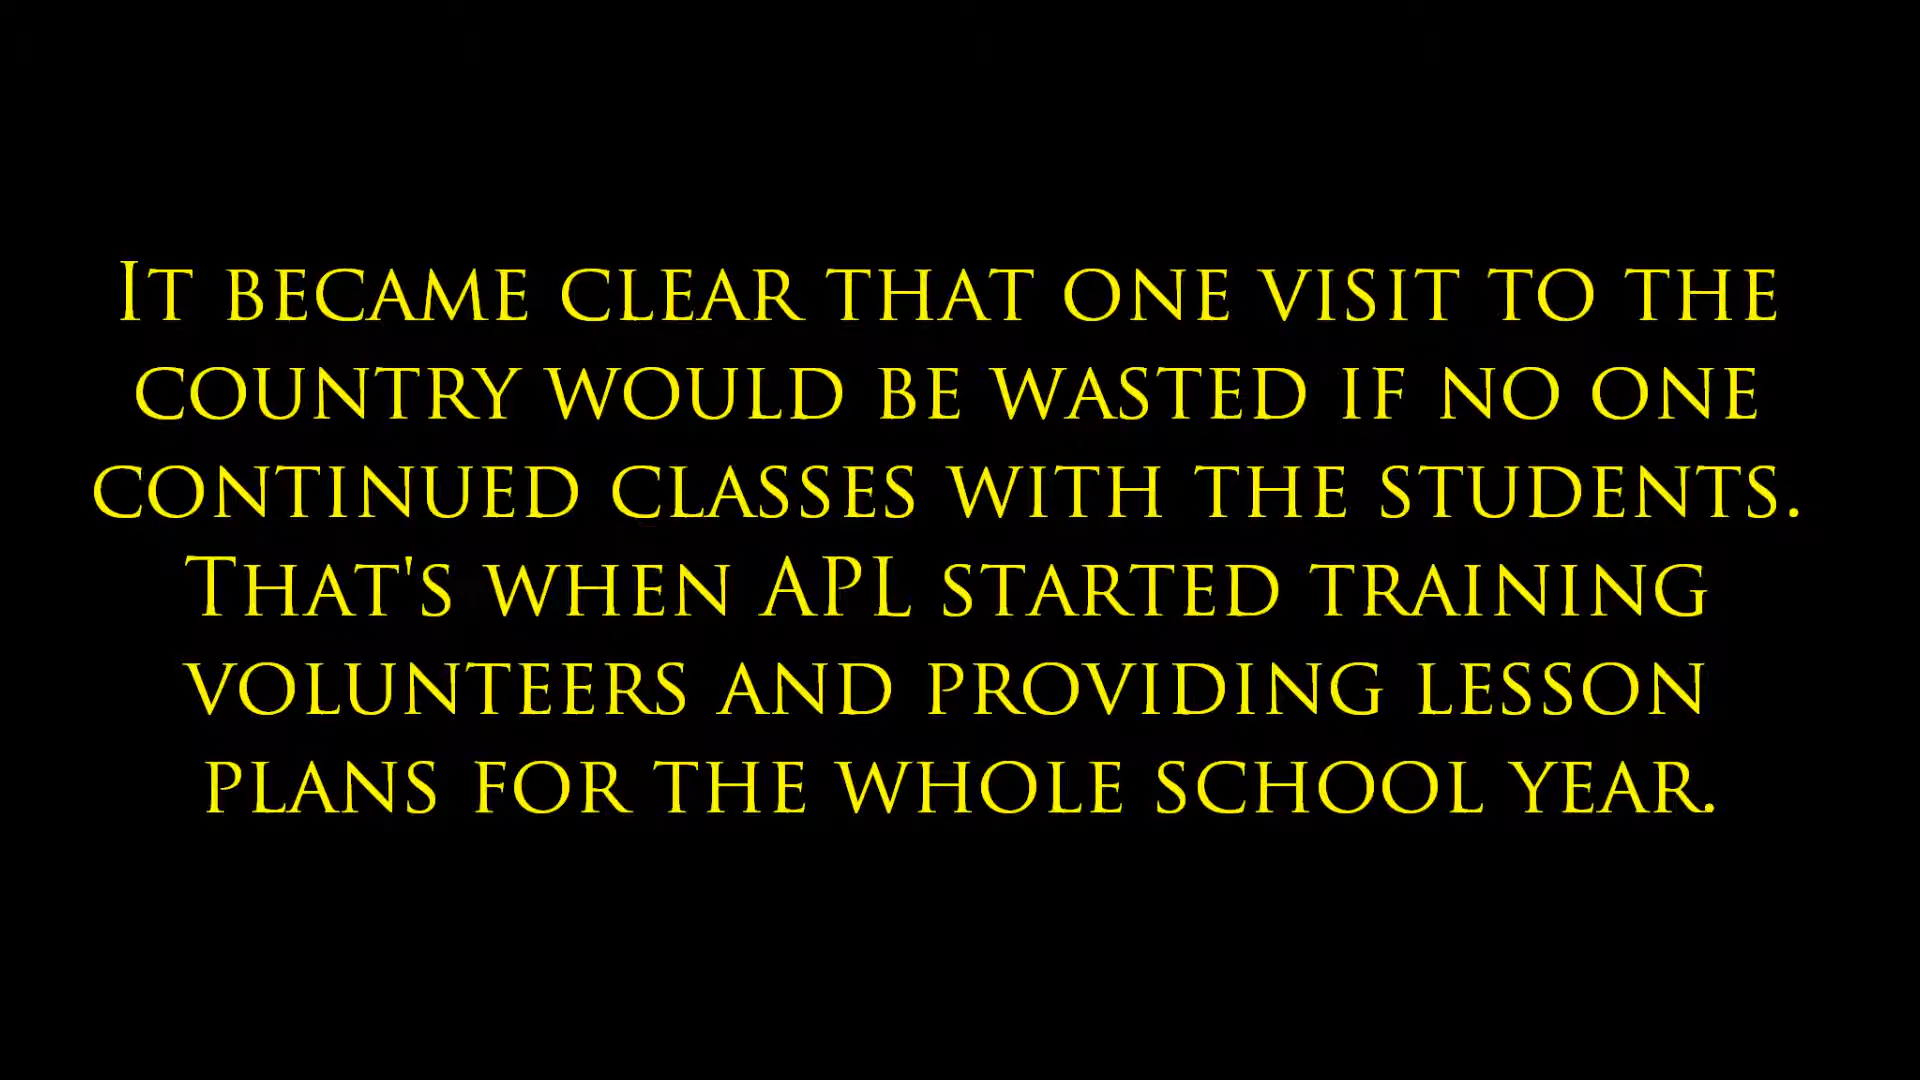 It became clear that one visit to the
country would be wasted if no one
continued classes with the students.
That's when APL started training
volunteers and providing lesson
plans for the whole school year.